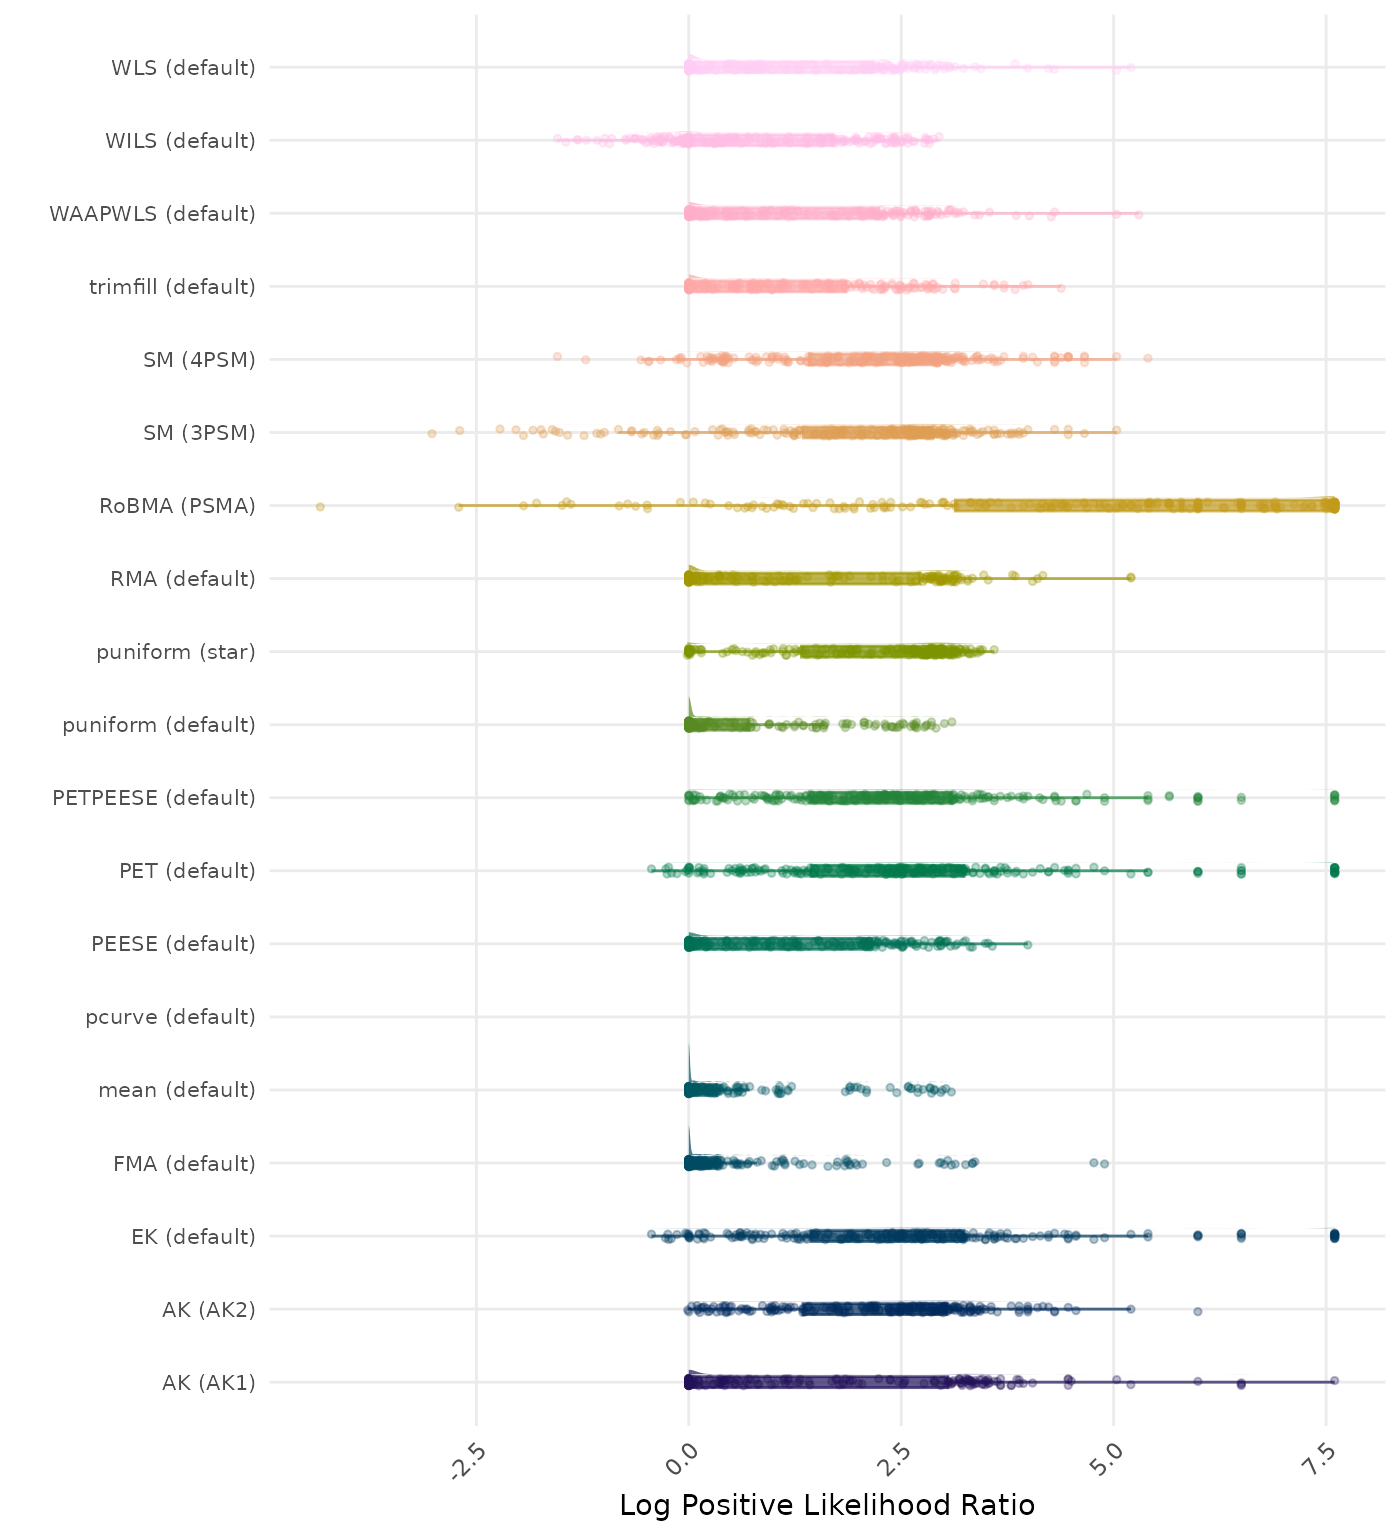 WLS (default)
WILS (default)
WAAPWLS (default)
trimfill (default)
SM (4PSM)
SM (3PSM)
RoBMA (PSMA)
RMA (default)
puniform (star)
puniform (default)
PETPEESE (default)
PET (default)
PEESE (default)
pcurve (default)
mean (default)
FMA (default)
EK (default)
AK (AK2)
AK (AK1)
-2.5 0.0 2.5 5.0 7.5
Log Positive Likelihood Ratio